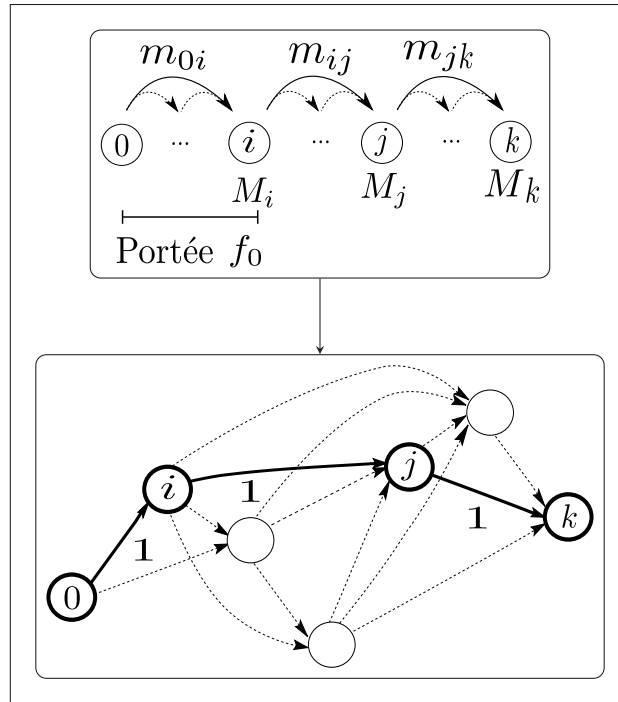 m_{0i} m_{ij} m_{jk}
0 ... i ... j ... k
M_i M_j M_k
Portée f_0
j
i
1
k
1
1
0